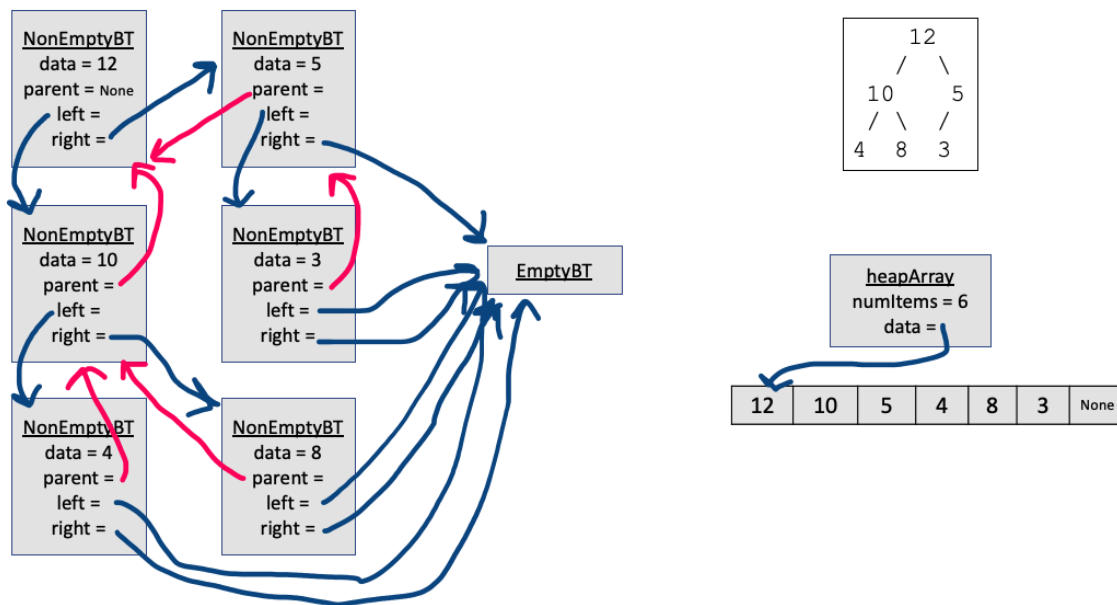 NonEmptyBT
data = 12
parent = None
left =
right =
NonEmptyBT
data = 5
parent =
left =
right =
NonEmptyBT
data = 10
parent =
left =
right =
NonEmptyBT
data = 3
parent =
left =
right =
NonEmptyBT
data = 4
parent =
left =
right =
NonEmptyBT
data = 8
parent =
left =
right =
EmptyBT
12
/ \
10 5
/ \ /
4 8 3
heapArray
numItems = 6
data =
12 10 5 4 8 3 None